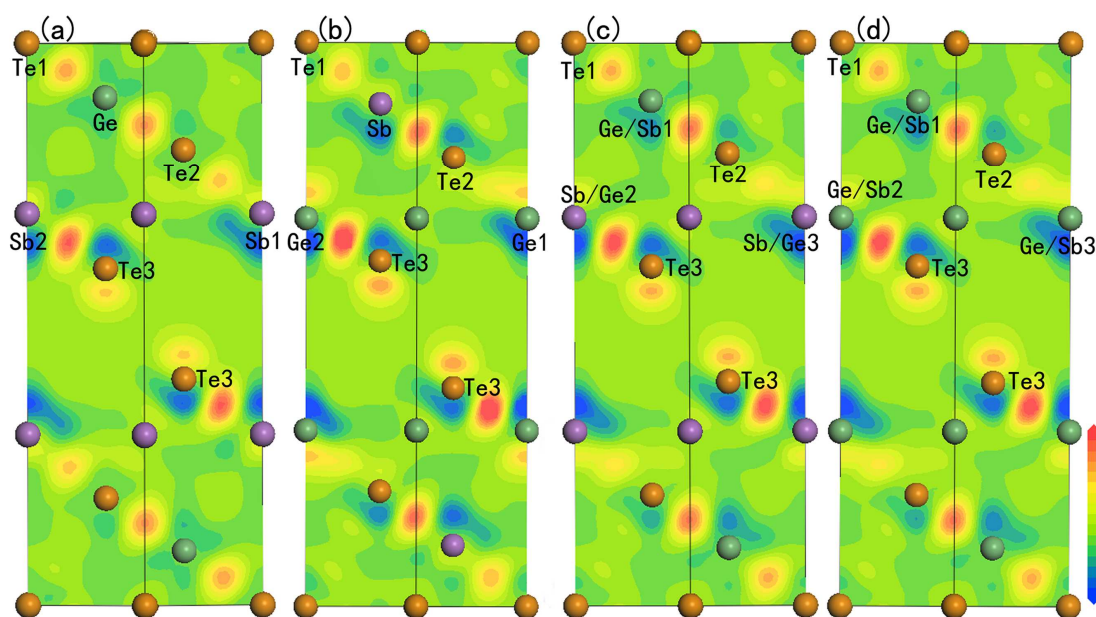 (a)
Te1
Ge
Te2
Sb2
Sb1
Te3
Te3
(b)
Te1
Sb
Te2
Ge2
Ge1
Te3
Te3
(c)
Te1
Ge/Sb1
Te2
Sb/Ge2
Sb/Ge3
Te3
Te3
(d)
Te1
Ge/Sb1
Te2
Ge/Sb2
Ge/Sb3
Te3
Te3